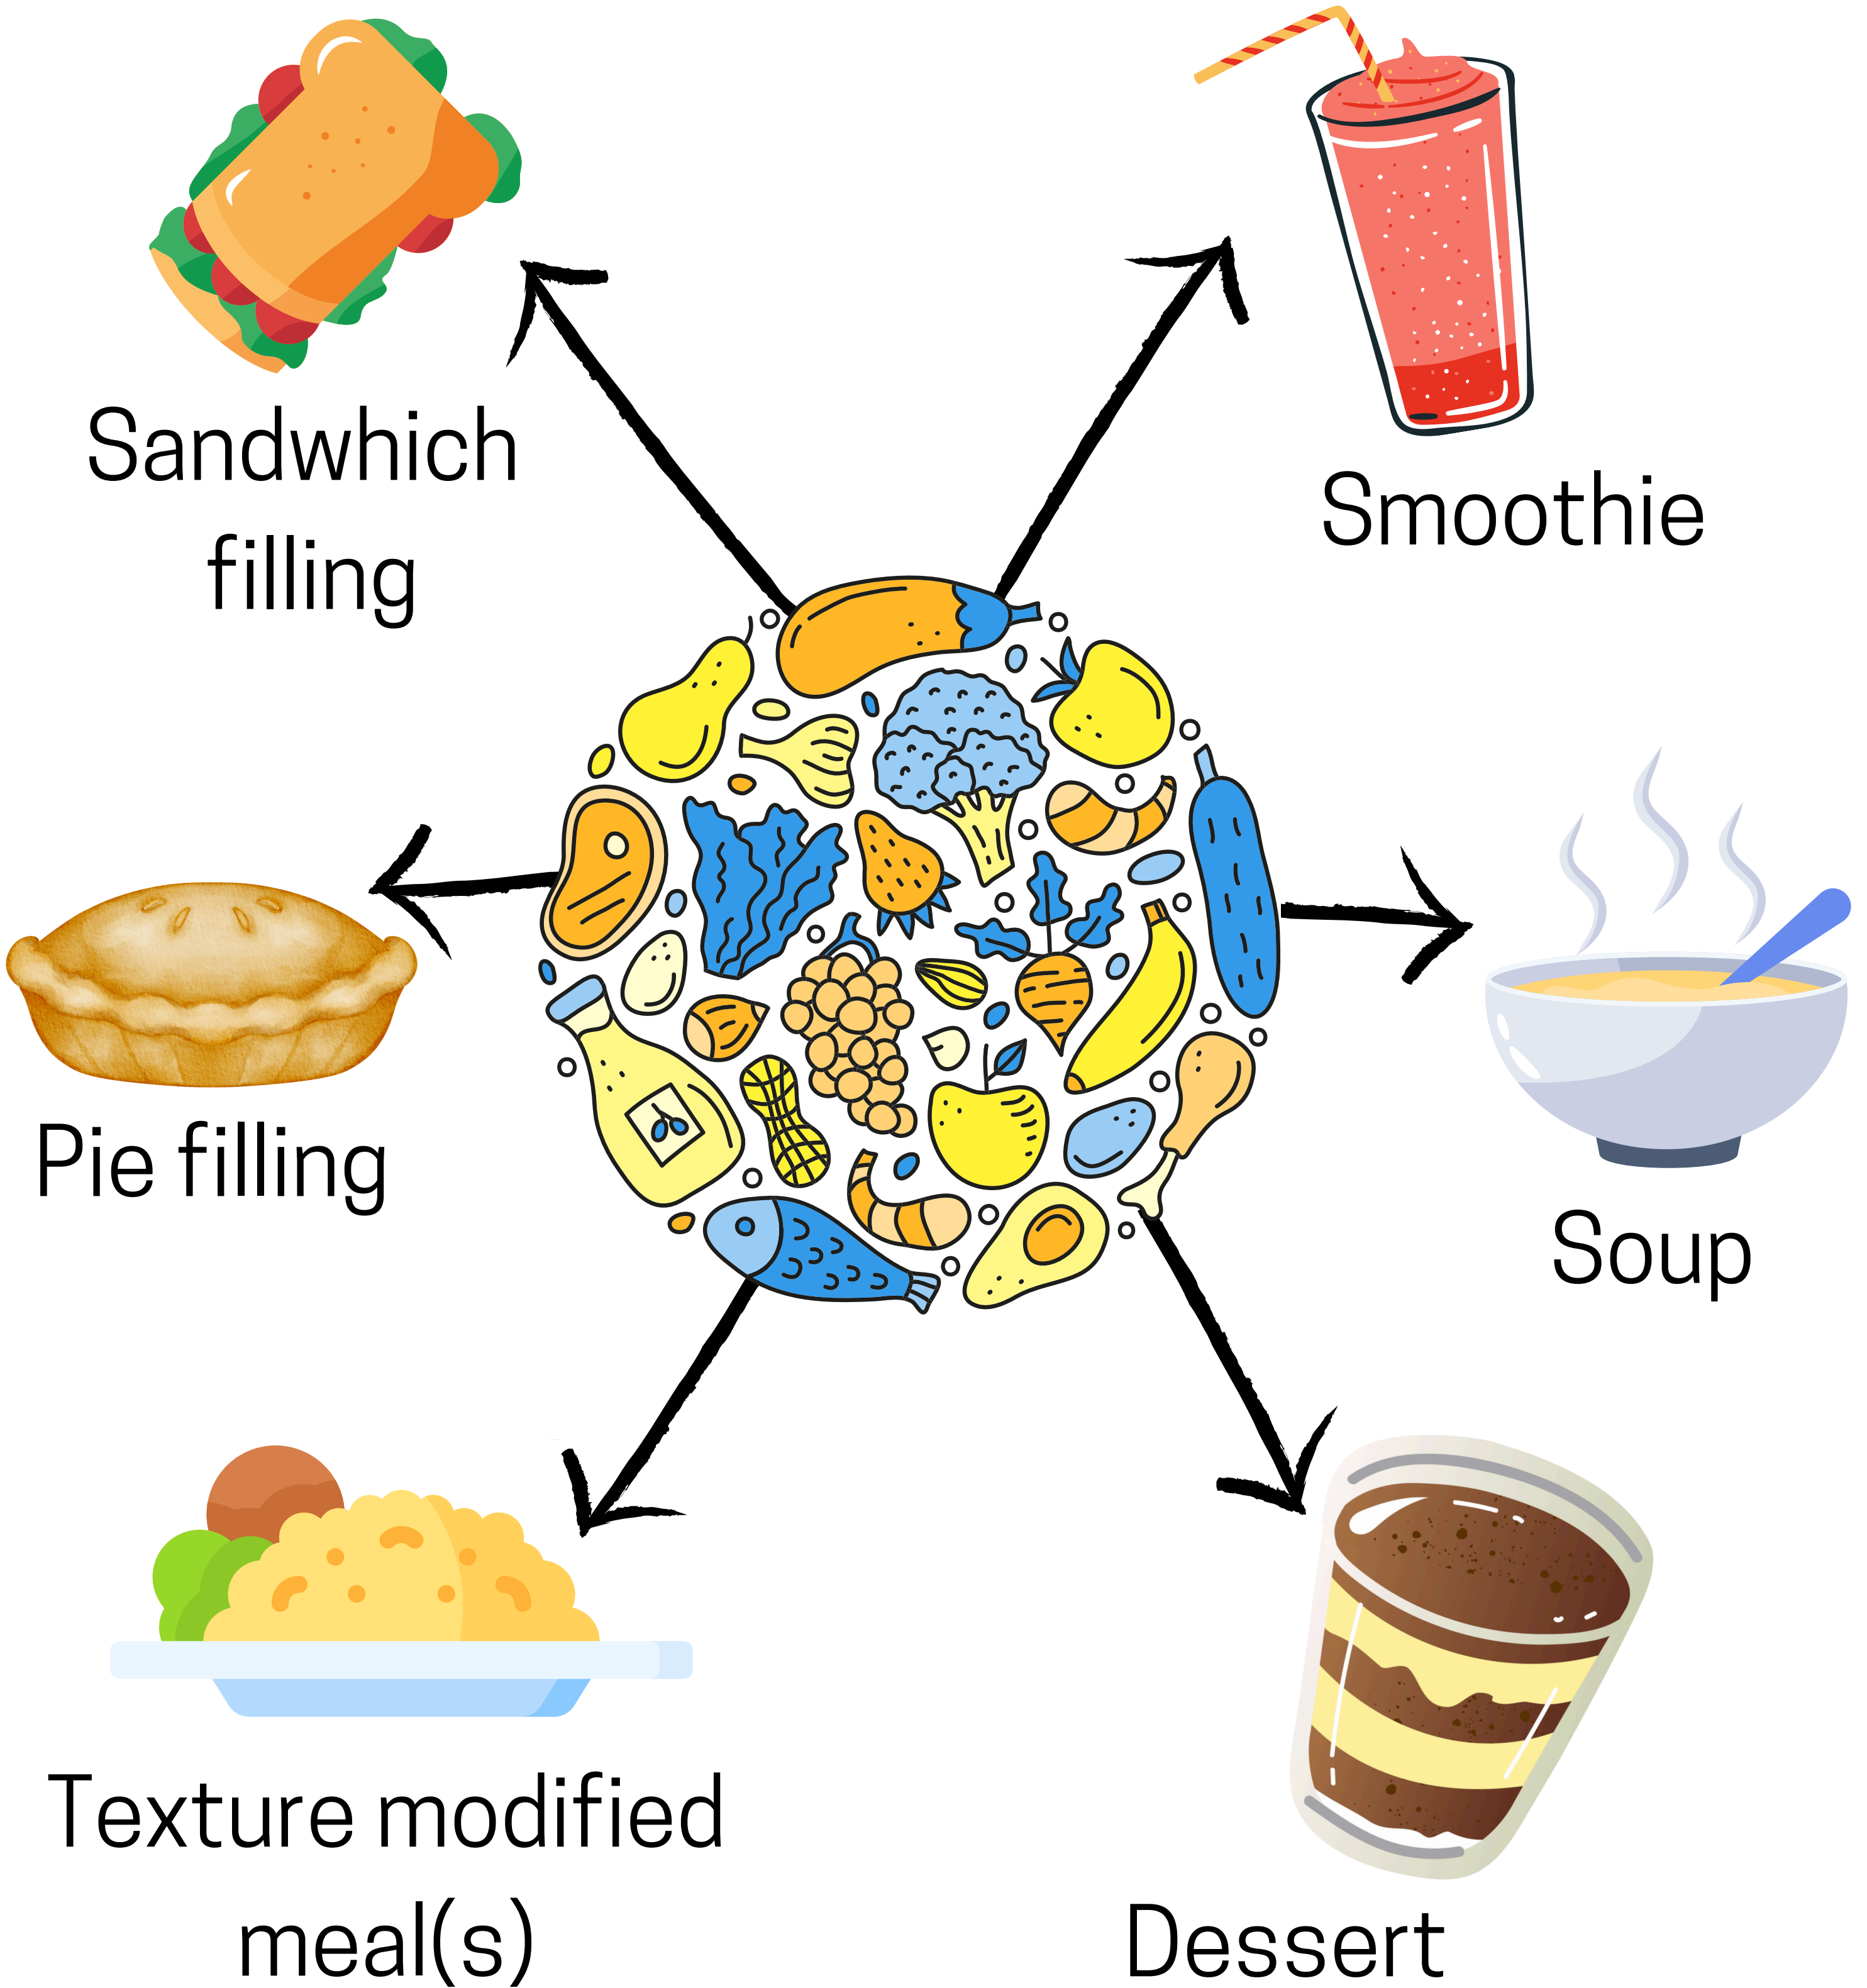 Sandwhich
filling
Smoothie
Pie filling
Soup
Texture modified
meal(s)
Dessert